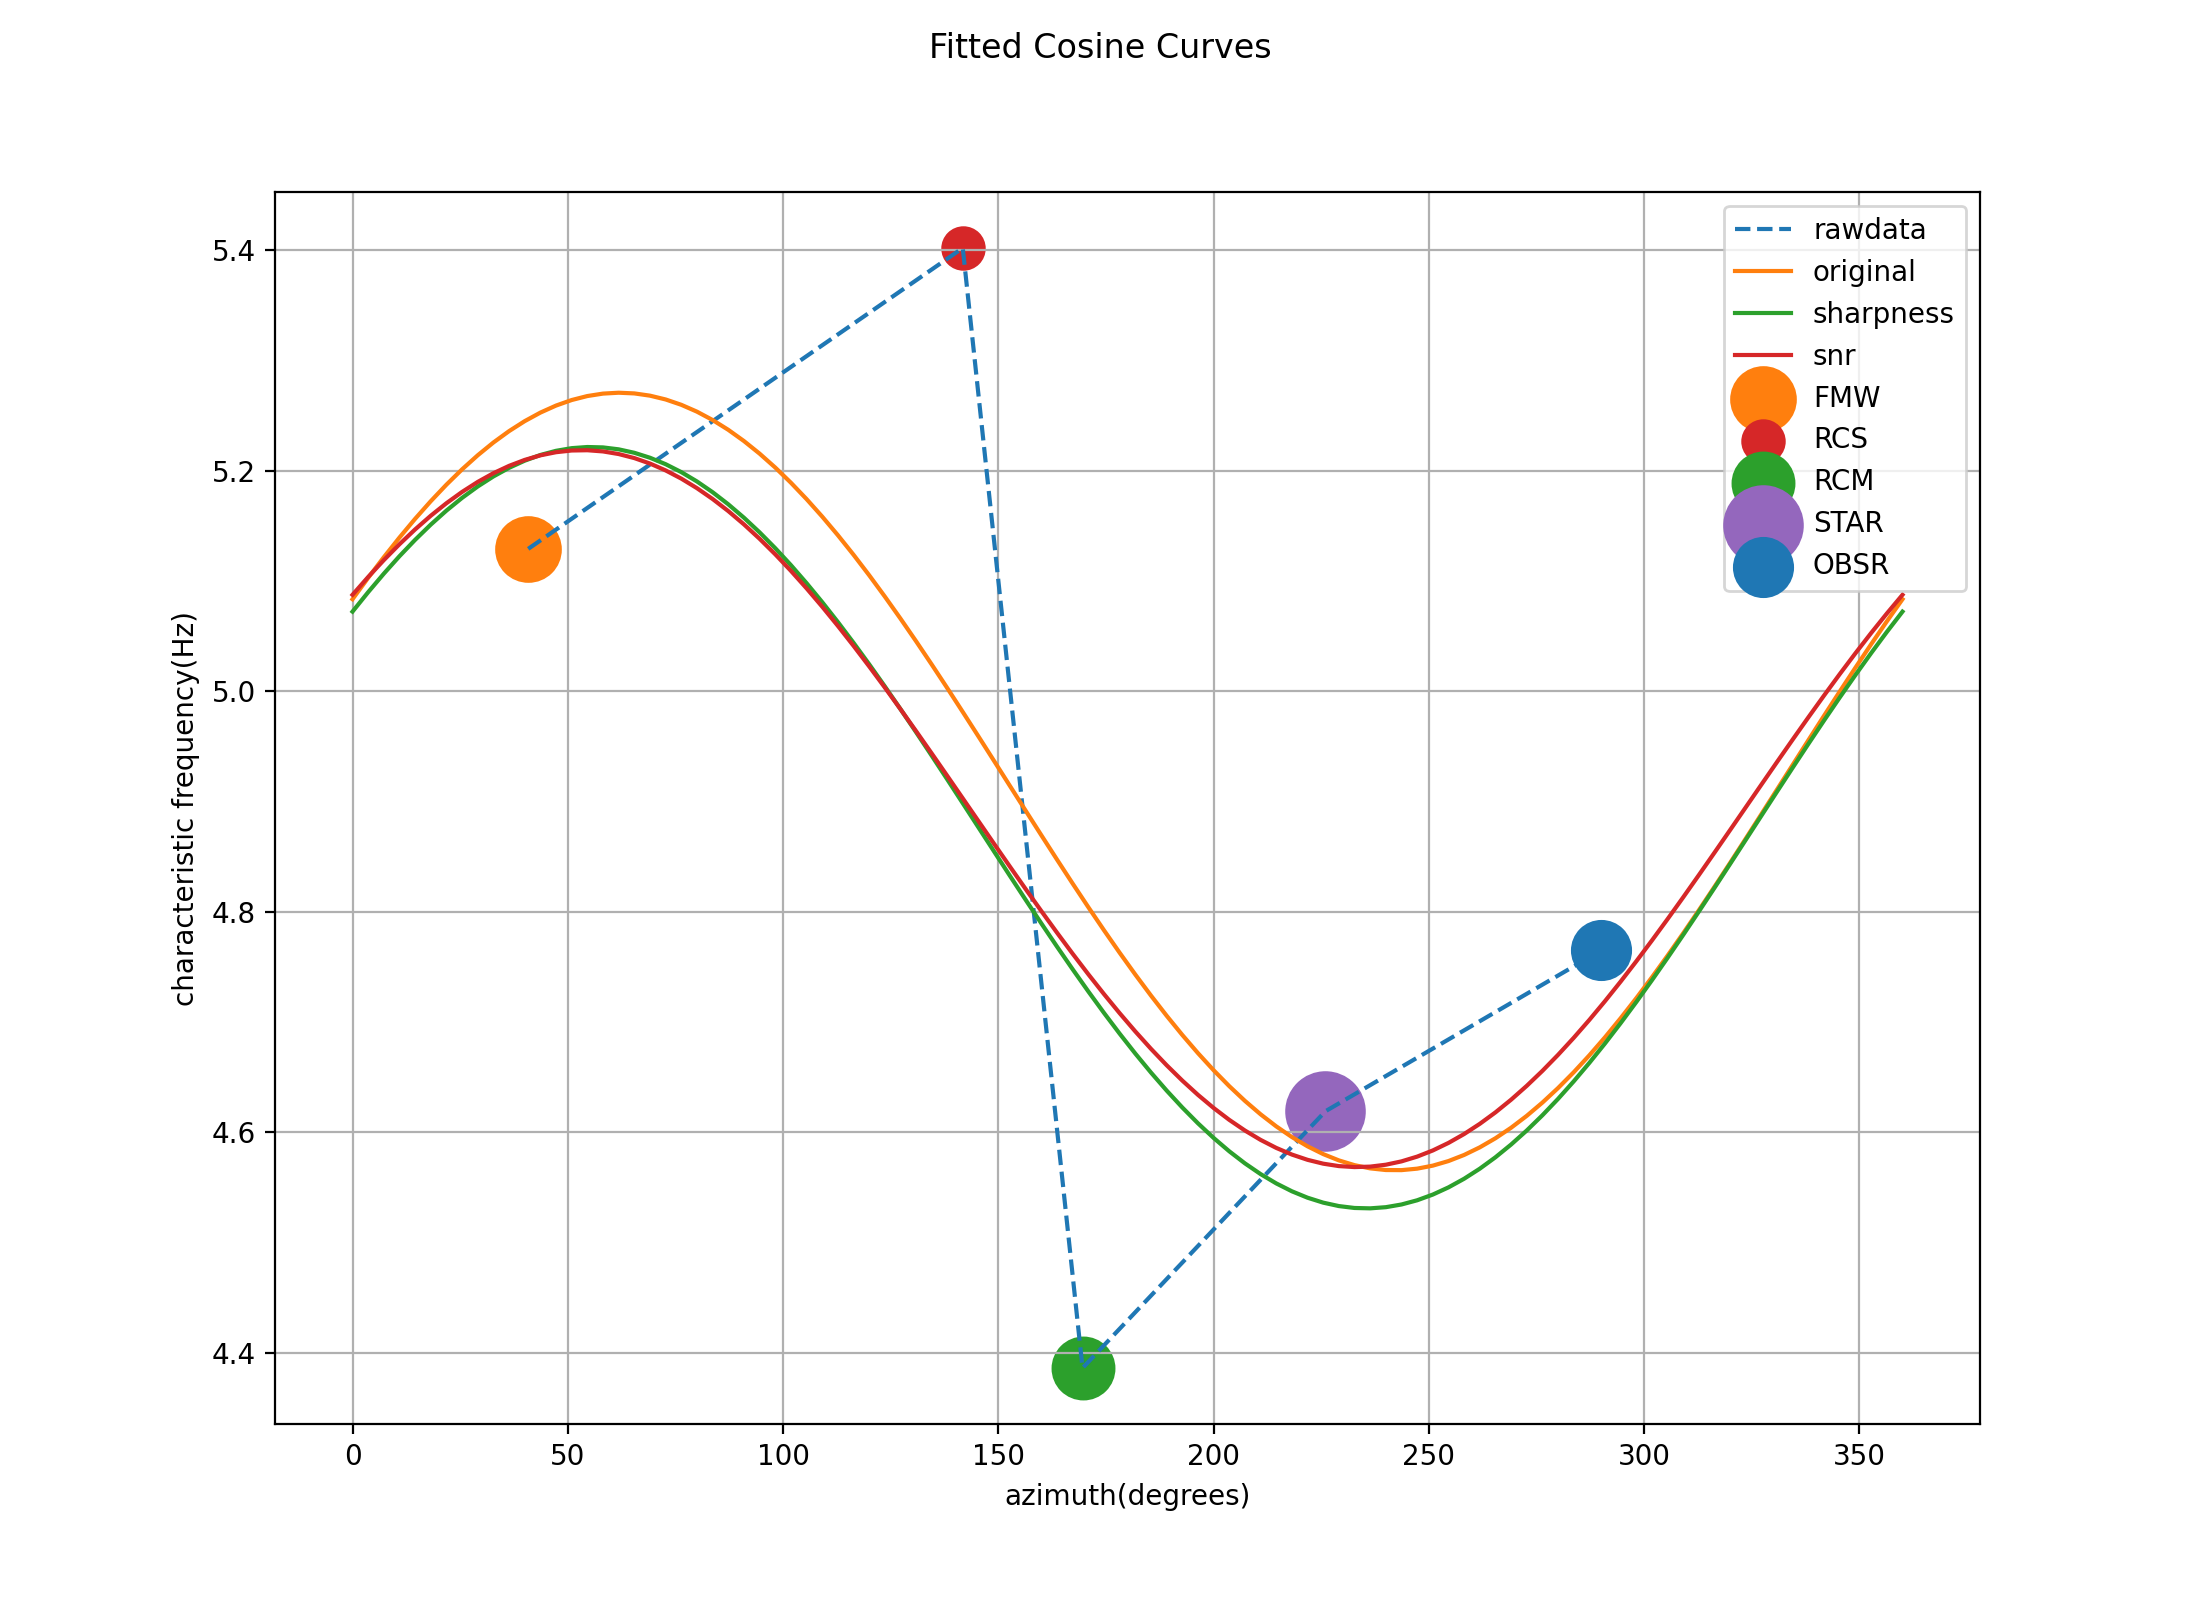 Fitted Cosine Curves
characteristic frequency(Hz)
5.4
5.2
5.0
4.8
4.6
4.4
rawdata
original
sharpness
snr
FMW
RCS
RCM
STAR
OBSR
0 50 100 150 200 250 300 350
azimuth(degrees)